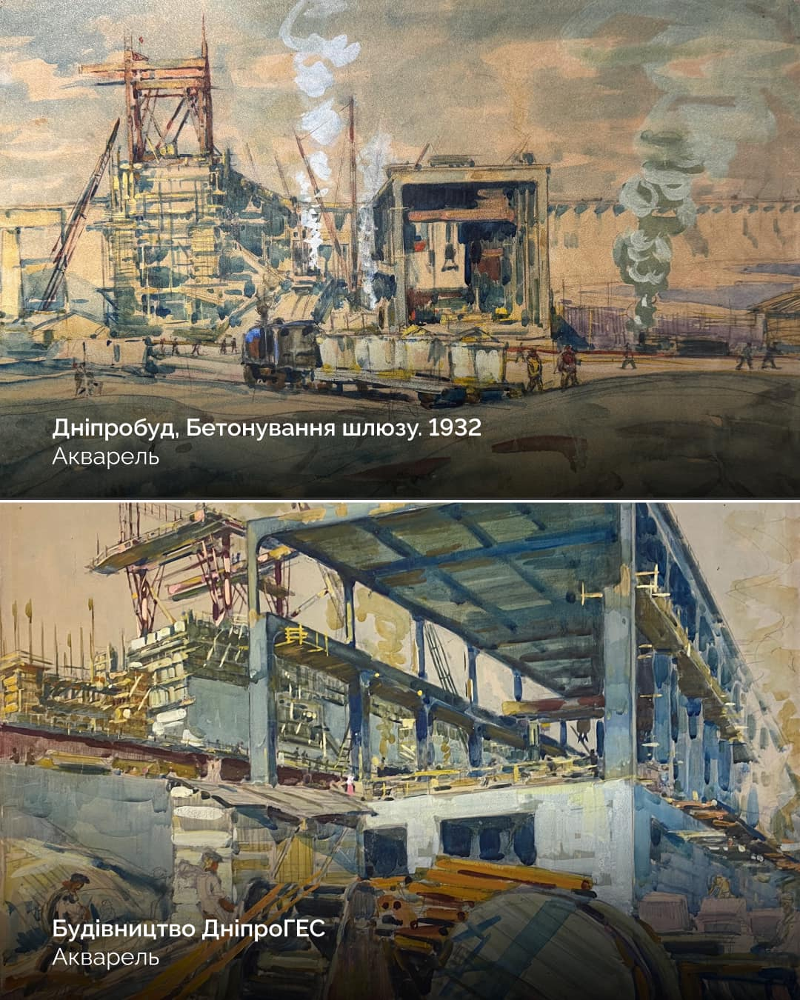 Дніпробуд, Бетонування шлюзу. 1932
Акварель
Будівництво ДніпроГЕС
Акварель